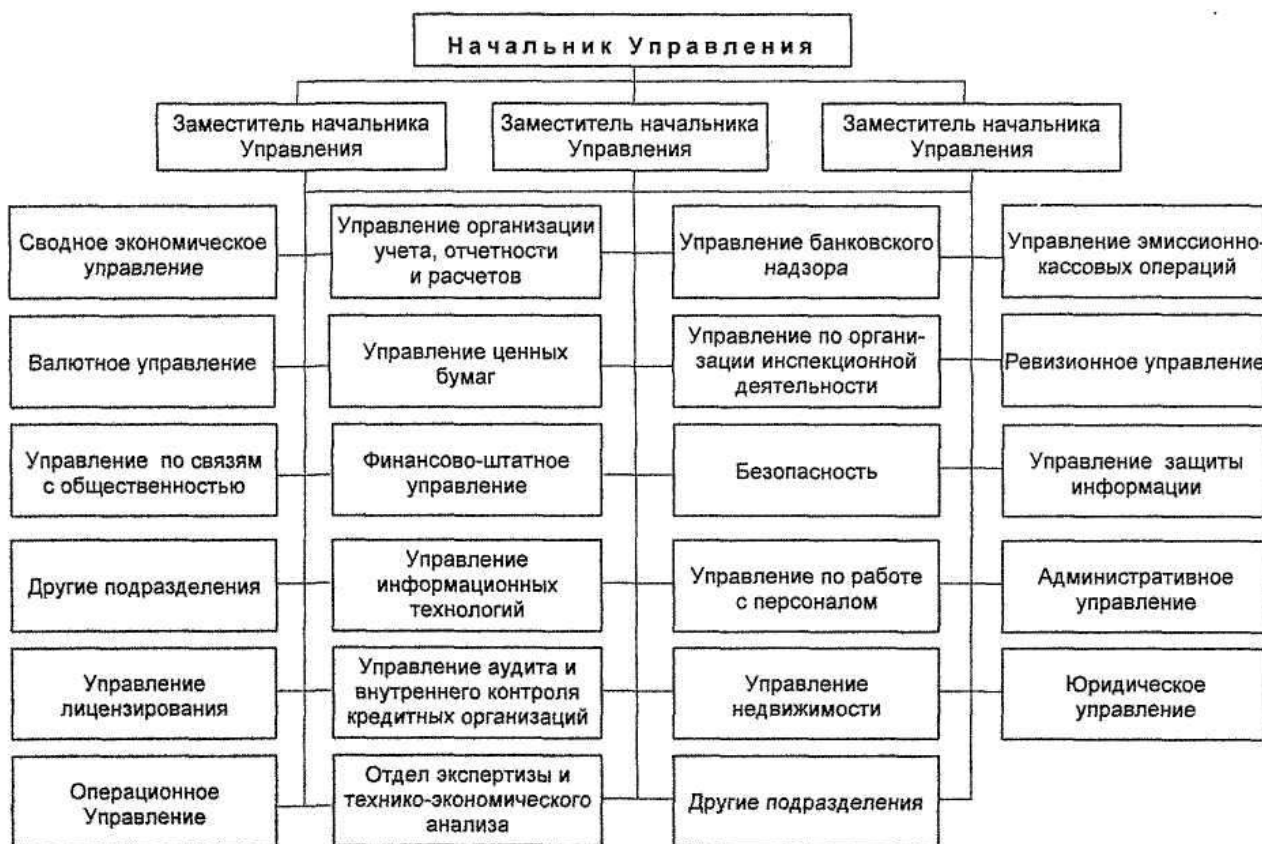 Начальник Управления
Заместитель начальника
Управления
Заместитель начальника
Управления
Заместитель начальника
Управления
Сводное экономическое
управление
Управление организации
учета, отчетности
и расчетов
Управление банковского
надзора
Управление эмиссионно-
кассовых операций
Валютное управление
Управление ценных
бумаг
Управление по органи-
зации инспекционной
деятельности
Ревизионное управление
Управление по связям
с общественностью
Финансово-штатное
управление
Безопасность
Управление защиты
информации
Другие подразделения
Управление
информационных
технологий
Управление по работе
с персоналом
Административное
управление
Управление
лицензирования
Управление аудита и
внутреннего контроля
кредитных организаций
Управление
недвижимости
Юридическое
управление
Операционное
Управление
Отдел экспертизы и
технико-экономического
анализа
Другие подразделения